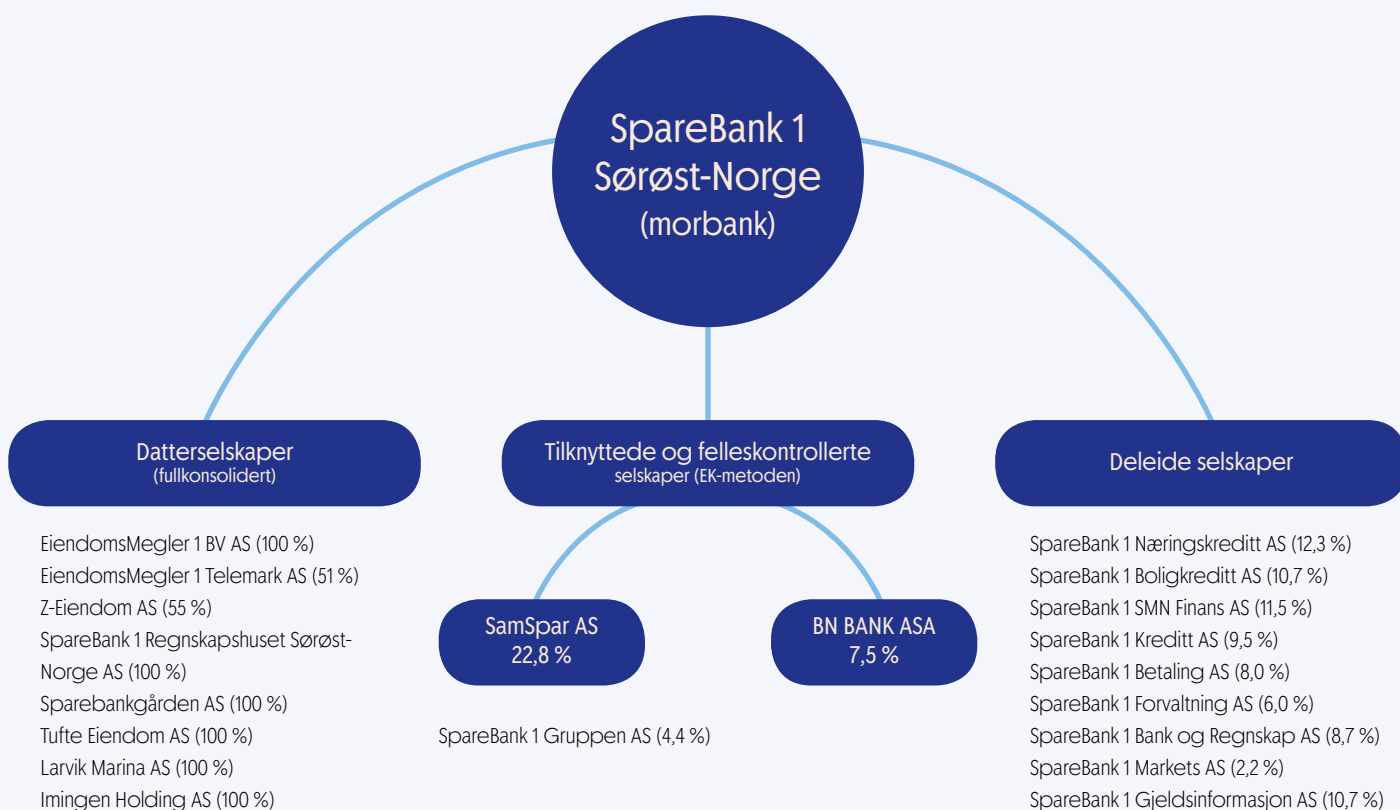 SpareBank 1
Sørøst-Norge
(morbank)
Datterselskaper
(fullkonsolidert)
EiendomsMegler 1 BV AS (100 %)
EiendomsMegler 1 Telemark AS (51 %)
Z-Eiendom AS (55 %)
SpareBank 1 Regnskapshuset Sørøst-
Norge AS (100 %)
Sparebankgården AS (100 %)
Tufte Eiendom AS (100 %)
Larvik Marina AS (100 %)
Imingen Holding AS (100 %)
Tilknyttede og felleskontrollerte
selskaper (EK-metoden)
SamSpar AS
22,8 %
BN BANK ASA
7,5 %
SpareBank 1 Gruppen AS (4,4 %)
Deleide selskaper
SpareBank 1 Næringskreditt AS (12,3 %)
SpareBank 1 Boligkreditt AS (10,7 %)
SpareBank 1 SMN Finans AS (11,5 %)
SpareBank 1 Kreditt AS (9,5 %)
SpareBank 1 Betaling AS (8,0 %)
SpareBank 1 Forvaltning AS (6,0 %)
SpareBank 1 Bank og Regnskap AS (8,7 %)
SpareBank 1 Markets AS (2,2 %)
SpareBank 1 Gjeldsinformasjon AS (10,7 %)